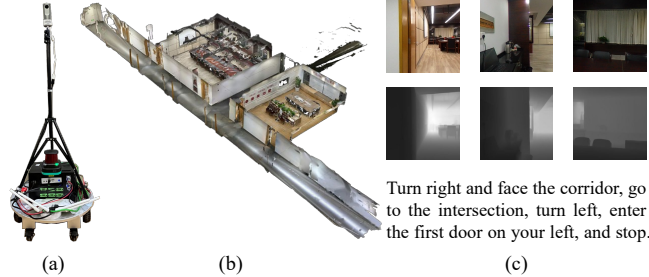 Turn right and face the corridor, go
to the intersection, turn left, enter
the first door on your left, and stop.
(a)
(b)
(c)